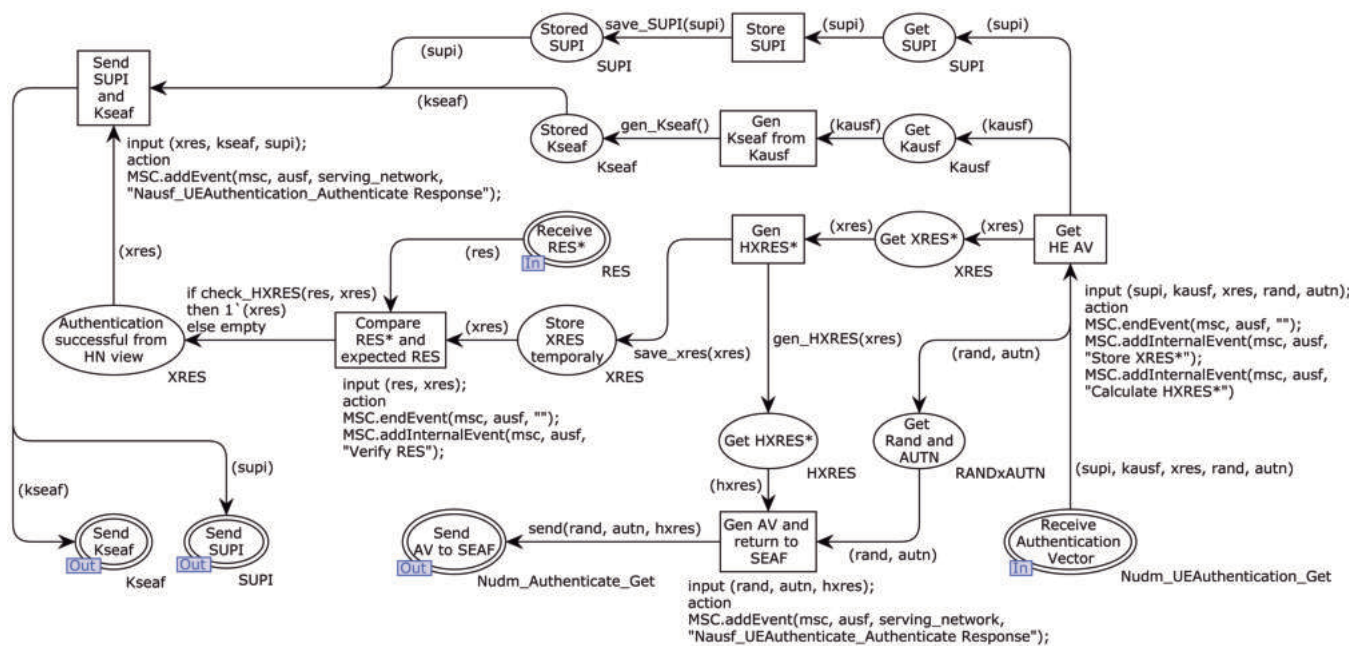 Send
SUPI
and
Kseaf
(supi)
Stored
SUPI
SUPI
save_SUPI(supi)
Store
SUPI
(supi)
Get
SUPI
SUPI
(supi)
(kseaf)
Stored
Kseaf
Kseaf
gen_Kseaf()
Gen
Kseaf from
Kausf
(kausf)
Get
Kausf
Kausf
(kausf)
input (xres, kseaf, supi);
action
MSC.addEvent(msc, ausf, serving_network,
"Nausf_UEAuthentication_Authenticate Response");
(xres)
(res)
Receive
RES*
In
RES
Gen
HXRES*
(xres)
Get XRES*
XRES
(xres)
Get
HE AV
Authentication
successful from
HN view
XRES
if check_HXRES(res, xres)
then 1`(xres)
else empty
Compare
RES* and
expected RES
(xres)
Store
XRES
temporaly
XRES
save_xres(xres)
gen_HXRES(xres)
(rand, autn)
input (supi, kausf, xres, rand, autn);
action
MSC.endEvent(msc, ausf, "");
MSC.addInternalEvent(msc, ausf,
"Store XRES*");
MSC.addInternalEvent(msc, ausf,
"Calculate HXRES*")
input (res, xres);
action
MSC.endEvent(msc, ausf, "");
MSC.addInternalEvent(msc, ausf,
"Verify RES");
Get HXRES*
HXRES
Get
Rand and
AUTN
RANDxAUTN
(supi, kausf, xres, rand, autn)
(kseaf)
(supi)
(hxres)
Send
Kseaf
Out
Kseaf
Send
SUPI
Out
SUPI
Send
AV to SEAF
Out
Nudm_Authenticate_Get
send(rand, autn, hxres)
Gen AV and
return to
SEAF
(rand, autn)
Receive
Authentication
Vector
In
Nudm_UEAuthentication_Get
input (rand, autn, hxres);
action
MSC.addEvent(msc, ausf, serving_network,
"Nausf_UEAuthenticate_Authenticate Response");